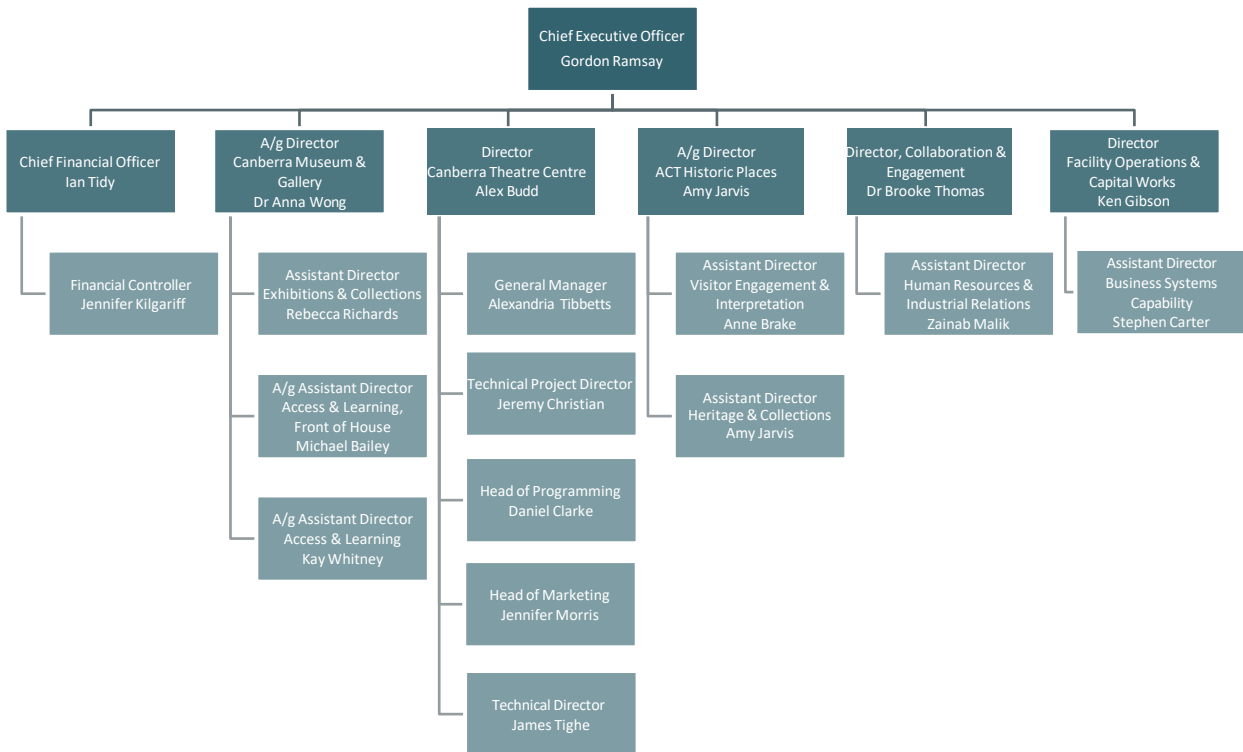 Chief Executive Officer
Gordon Ramsay
Chief Financial Officer
Ian Tidy
A/g Director
Canberra Museum &
Gallery
Dr Anna Wong
Director
Canberra Theatre Centre
Alex Budd
A/g Director
ACT Historic Places
Amy Jarvis
Director, Collaboration &
Engagement
Dr Brooke Thomas
Director
Facility Operations &
Capital Works
Ken Gibson
Financial Controller
Jennifer Kilgariff
Assistant Director
Exhibitions & Collections
Rebecca Richards
A/g Assistant Director
Access & Learning,
Front of House
Michael Bailey
A/g Assistant Director
Access & Learning
Kay Whitney
General Manager
Alexandria Tibbetts
Technical Project Director
Jeremy Christian
Head of Programming
Daniel Clarke
Head of Marketing
Jennifer Morris
Technical Director
James Tighe
Assistant Director
Visitor Engagement &
Interpretation
Anne Brake
Assistant Director
Heritage & Collections
Amy Jarvis
Assistant Director
Human Resources &
Industrial Relations
Zainab Malik
Assistant Director
Business Systems
Capability
Stephen Carter